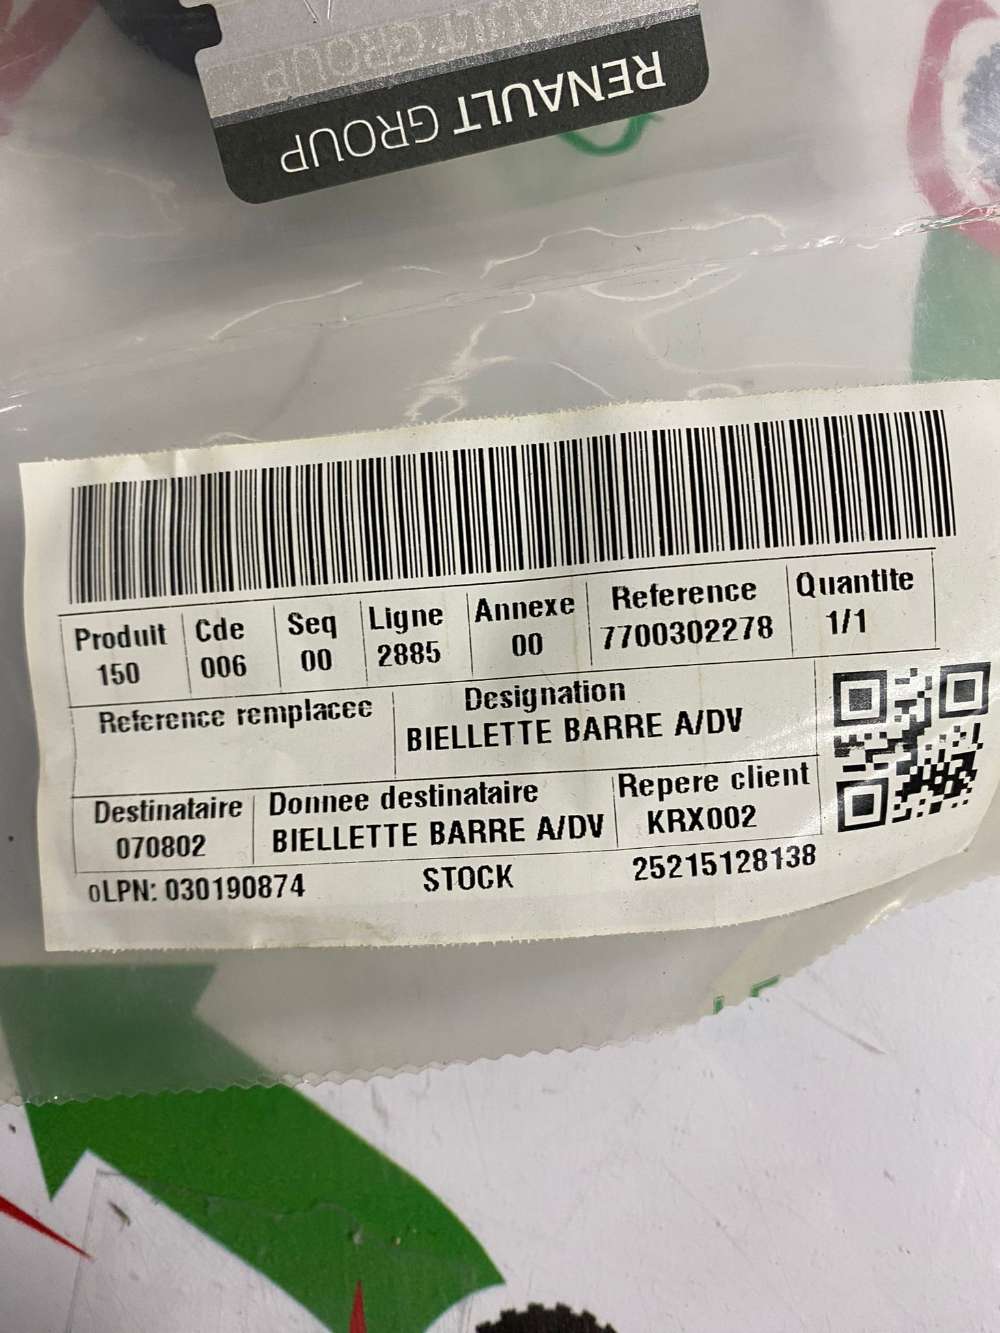 RENAULT GROUP
Produit Cde Seq Ligne Annexe Reference Quantite
150 006 00 2885 00 7700302278 1/1
Reference remplacee Designation
BIELLETTE BARRE A/DV
Destinataire Donnee destinataire Repere client
070802 BIELLETTE BARRE A/DV KRX002
oLPN: 030190874 STOCK 25215128138